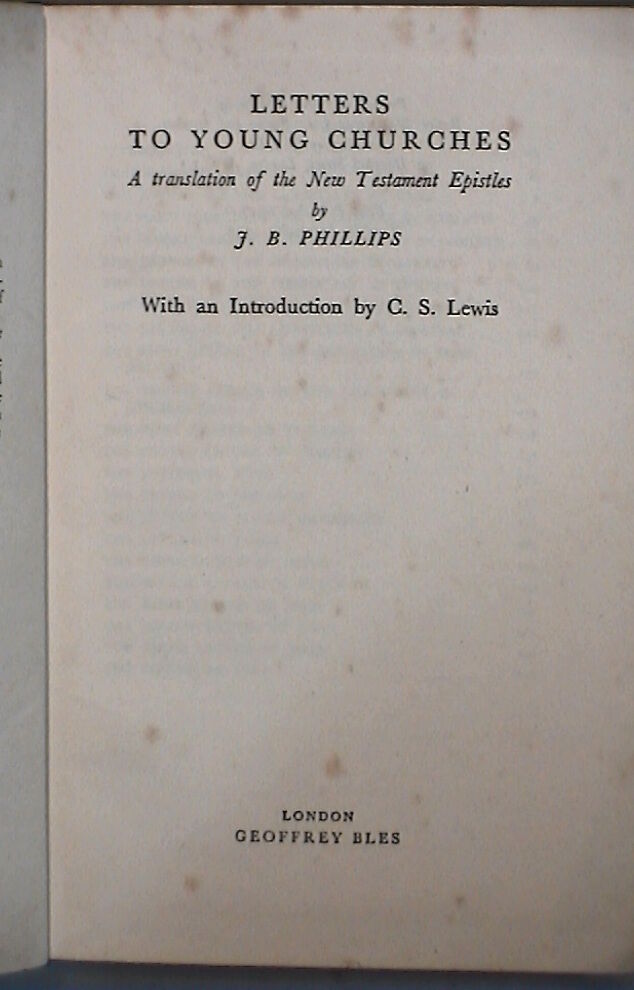 LETTERS
TO YOUNG CHURCHES
A translation of the New Testament Epistles
by
J. B. PHILLIPS
With an Introduction by C. S. Lewis
LONDON
GEOFFREY BLES